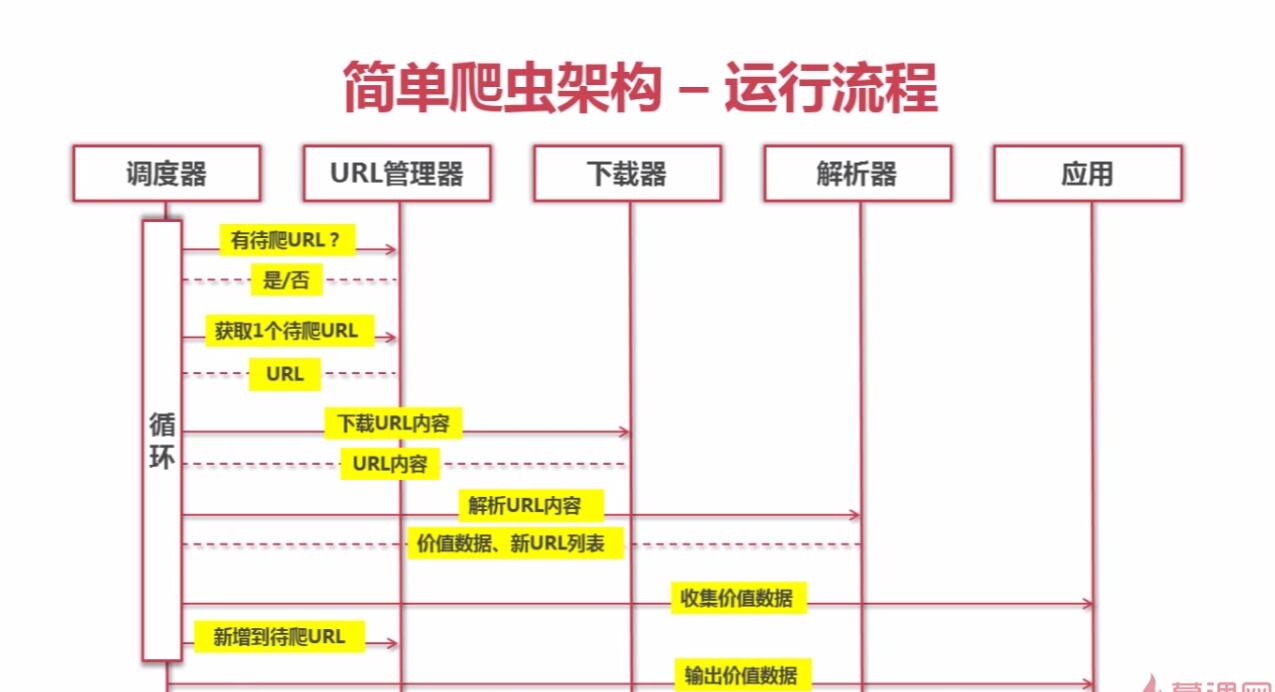 简单爬虫架构 – 运行流程
调度器
URL管理器
下载器
解析器
应用
有待爬URL？
是/否
获取1个待爬URL
URL
循
环
下载URL内容
URL内容
解析URL内容
价值数据、新URL列表
收集价值数据
新增到待爬URL
输出价值数据